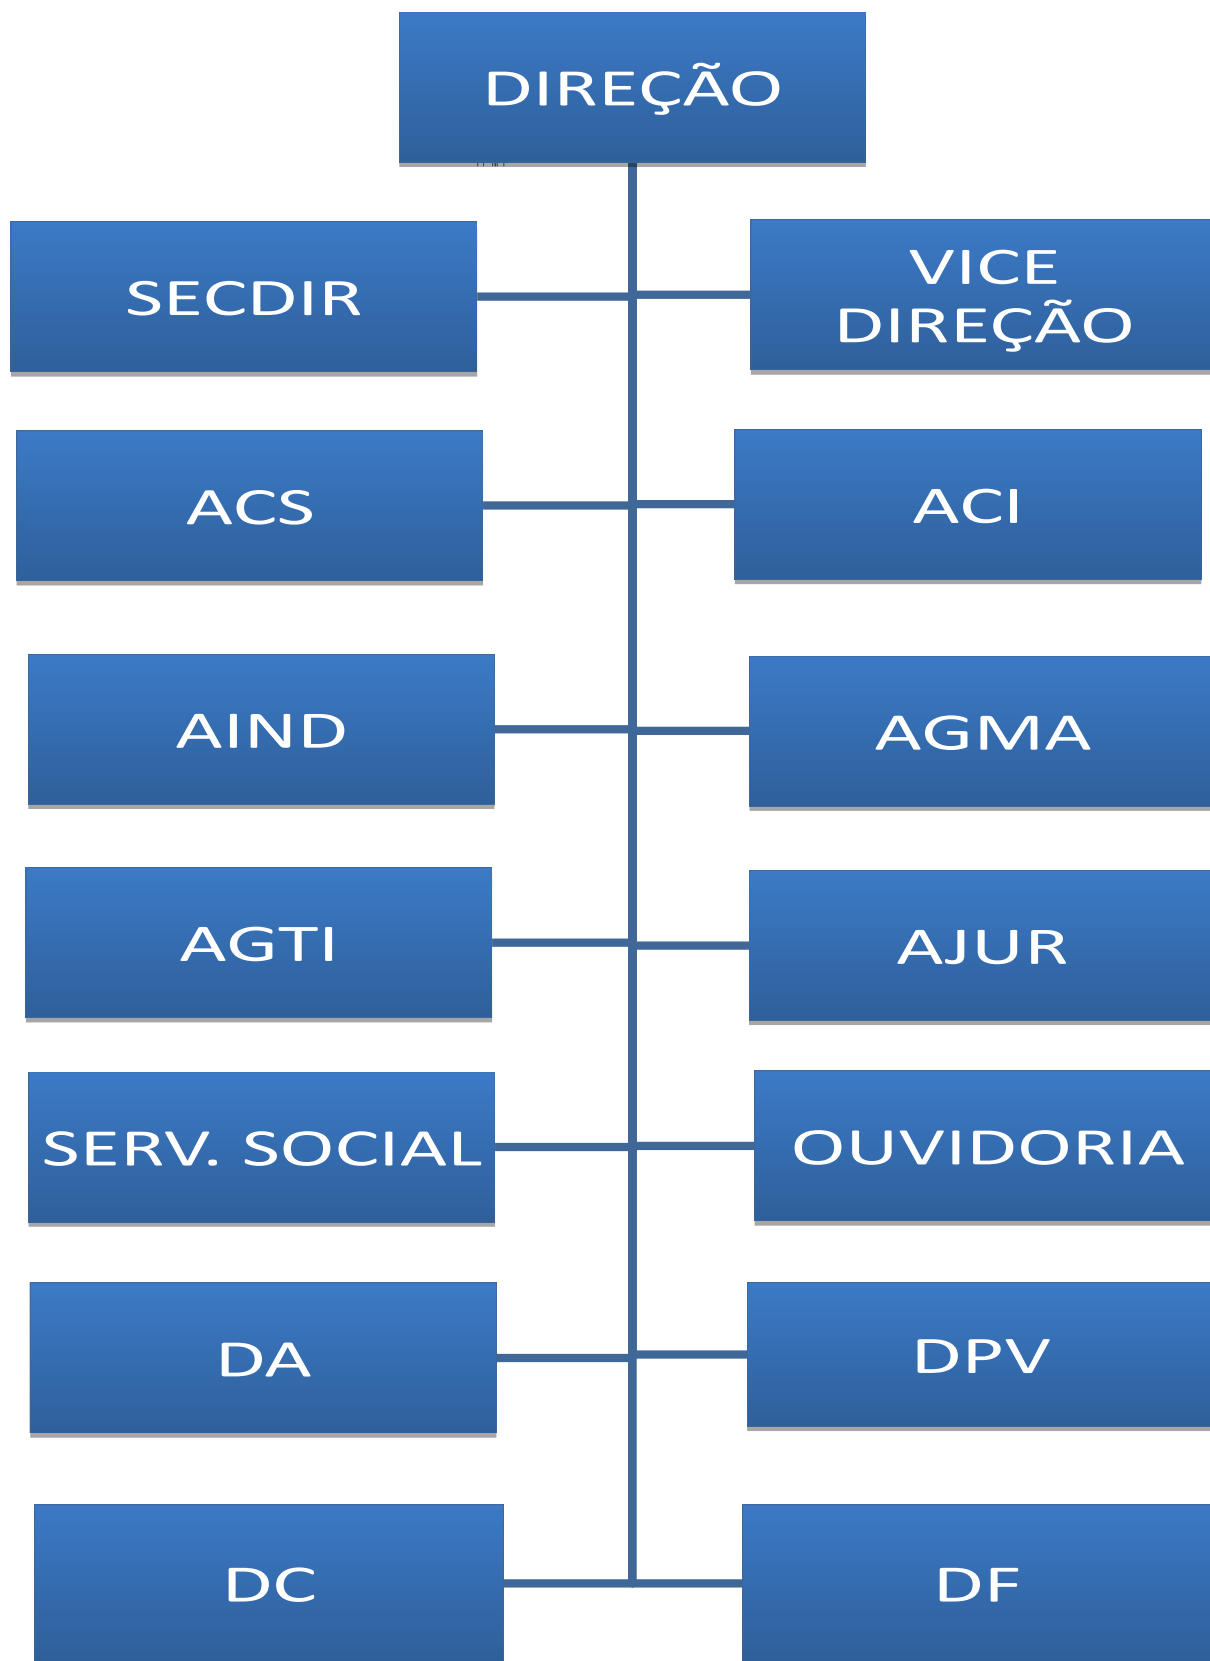 DIREÇÃO
SECDIR
VICE
DIREÇÃO
ACS
ACI
AIND
AGMA
AGTI
AJUR
SERV. SOCIAL
OUVIDORIA
DA
DPV
DC
DF